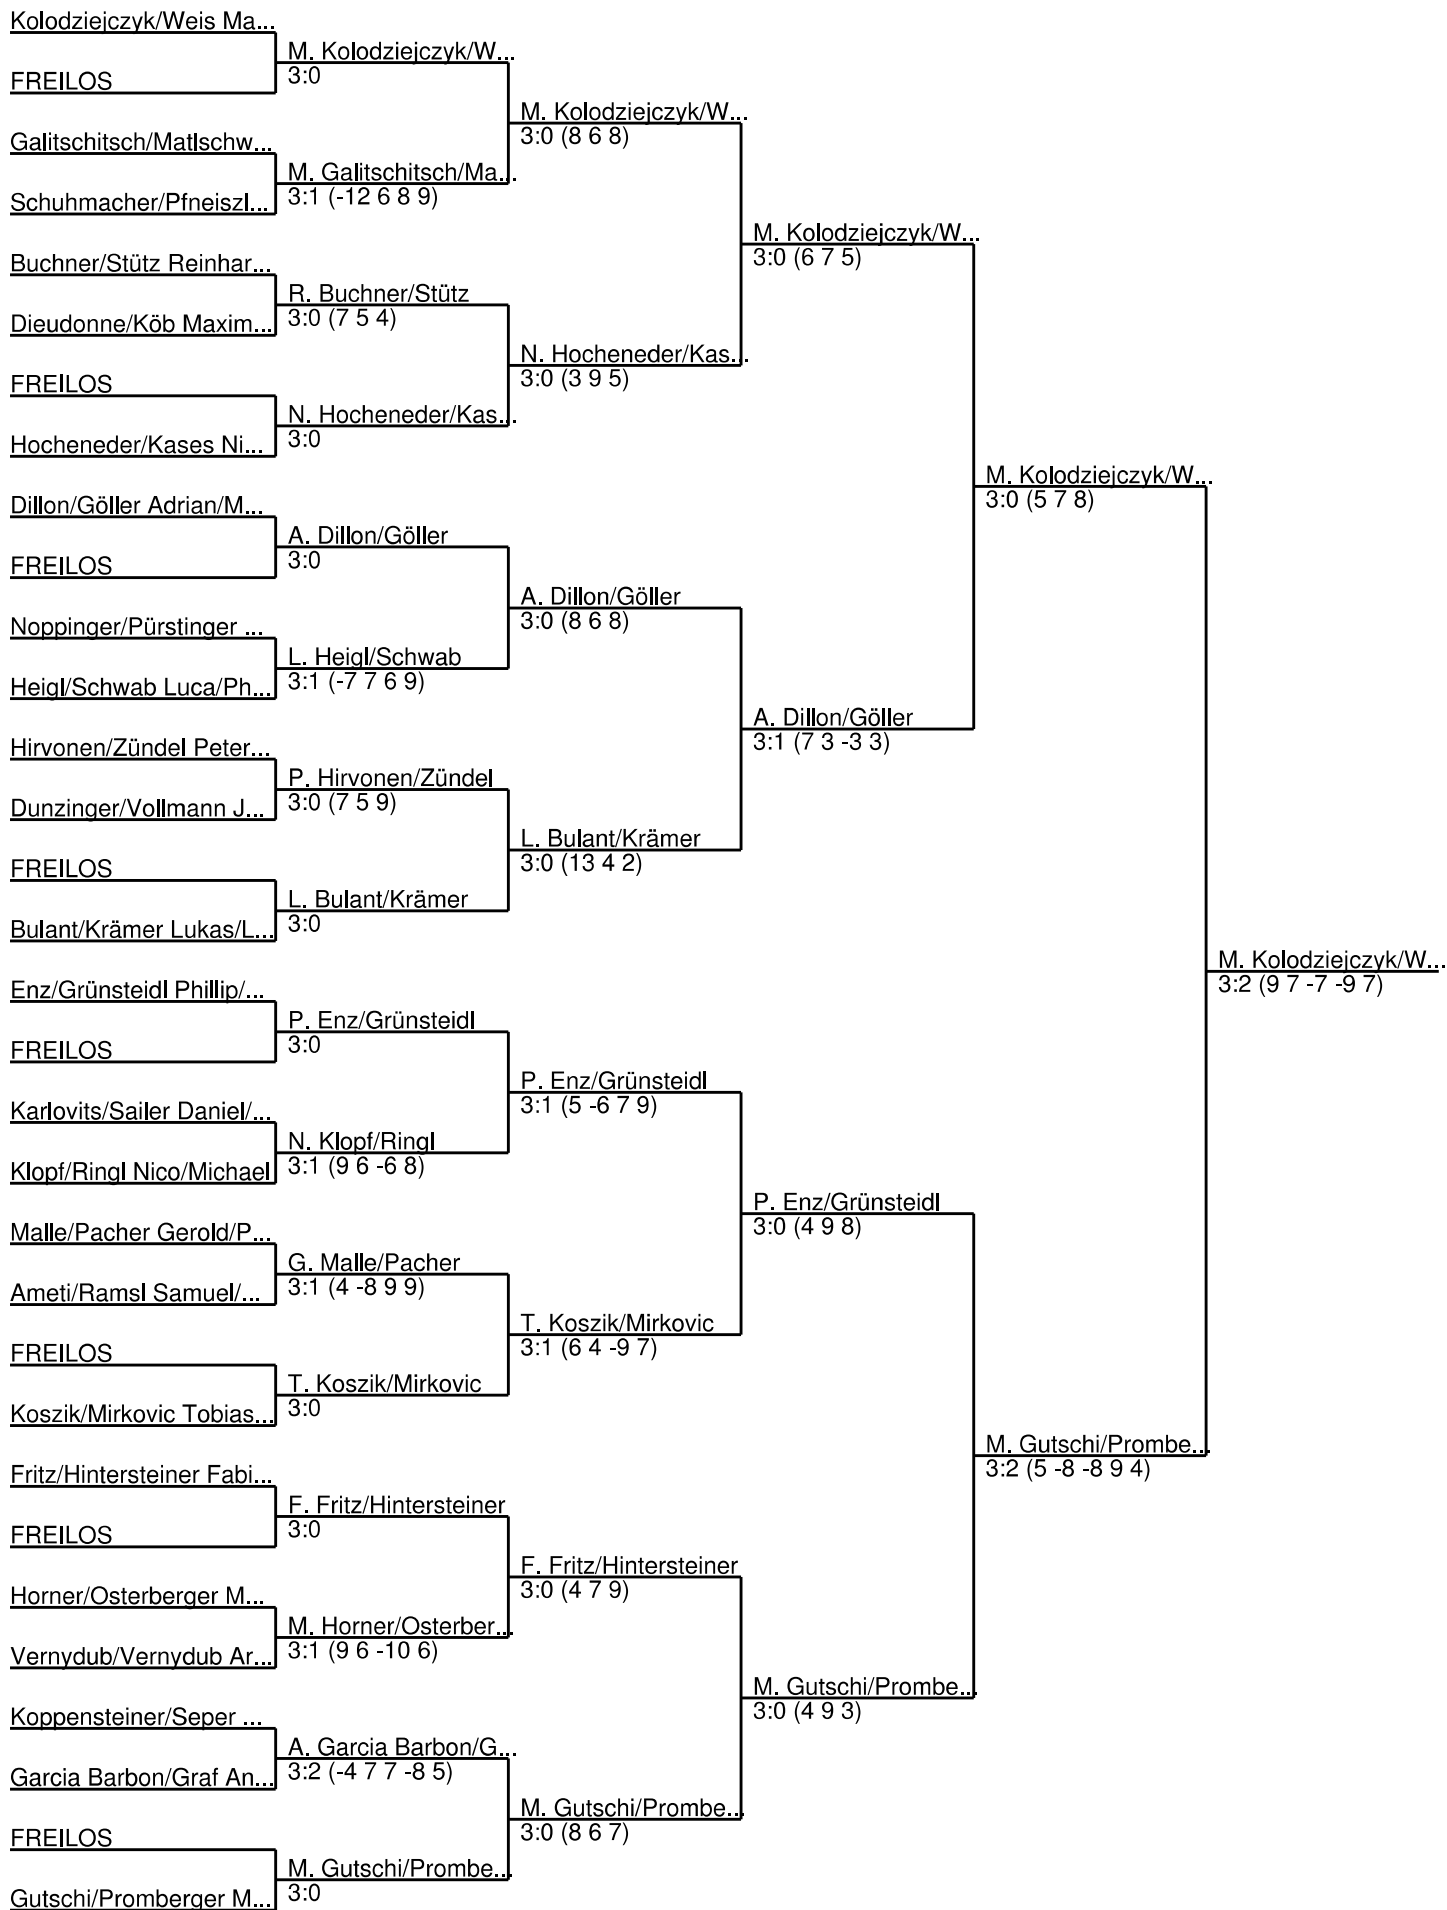 Kolodziejczyk/Weis Ma...
FREILOS
Galitschitsch/Matlschw...
Schuhmacher/Pfneiszl...
Buchner/Stütz Reinhar...
Dieudonne/Köb Maxim...
FREILOS
Hocheneder/Kases Ni...
Dillon/Göller Adrian/M...
FREILOS
Noppinger/Pürstinger ...
Heigl/Schwab Luca/Ph...
Hirvonen/Zündel Peter...
Dunzinger/Vollmann J...
FREILOS
Bulant/Krämer Lukas/L...
Enz/Grünsteidl Phillip/...
FREILOS
Karlovits/Sailer Daniel/...
Klopf/Ringl Nico/Michael
Malle/Pacher Gerold/P...
Ameti/Ramsl Samuel/...
FREILOS
Koszik/Mirkovic Tobias...
Fritz/Hintersteiner Fabi...
FREILOS
Horner/Osterberger M...
Vernydub/Vernydub Ar...
Koppensteiner/Seper ...
Garcia Barbon/Graf An...
FREILOS
Gutschi/Promberger M...
M. Kolodziejczyk/W...
3:0
M. Galitschitsch/Ma...
3:1 (-12 6 8 9)
R. Buchner/Stütz
3:0 (7 5 4)
N. Hocheneder/Kas...
3:0
A. Dillon/Göller
3:0
L. Heigl/Schwab
3:1 (-7 7 6 9)
P. Hirvonen/Zündel
3:0 (7 5 9)
L. Bulant/Krämer
3:0
P. Enz/Grünsteidl
3:0
N. Klopf/Ringl
3:1 (9 6 -6 8)
G. Malle/Pacher
3:1 (4 -8 9 9)
T. Koszik/Mirkovic
3:0
F. Fritz/Hintersteiner
3:0
M. Horner/Osterber...
3:1 (9 6 -10 6)
A. Garcia Barbon/G...
3:2 (-4 7 7 -8 5)
M. Gutschi/Prombe...
3:0
M. Kolodziejczyk/W...
3:0 (8 6 8)
N. Hocheneder/Kas...
3:0 (3 9 5)
A. Dillon/Göller
3:0 (8 6 8)
L. Bulant/Krämer
3:0 (13 4 2)
P. Enz/Grünsteidl
3:1 (5 -6 7 9)
T. Koszik/Mirkovic
3:1 (6 4 -9 7)
F. Fritz/Hintersteiner
3:0 (4 7 9)
M. Gutschi/Prombe...
3:0 (8 6 7)
M. Kolodziejczyk/W...
3:0 (6 7 5)
A. Dillon/Göller
3:1 (7 3 -3 3)
P. Enz/Grünsteidl
3:0 (4 9 8)
M. Gutschi/Prombe...
3:0 (4 9 3)
M. Kolodziejczyk/W...
3:0 (5 7 8)
M. Gutschi/Prombe...
3:2 (5 -8 -8 9 4)
M. Kolodziejczyk/W...
3:2 (9 7 -7 -9 7)